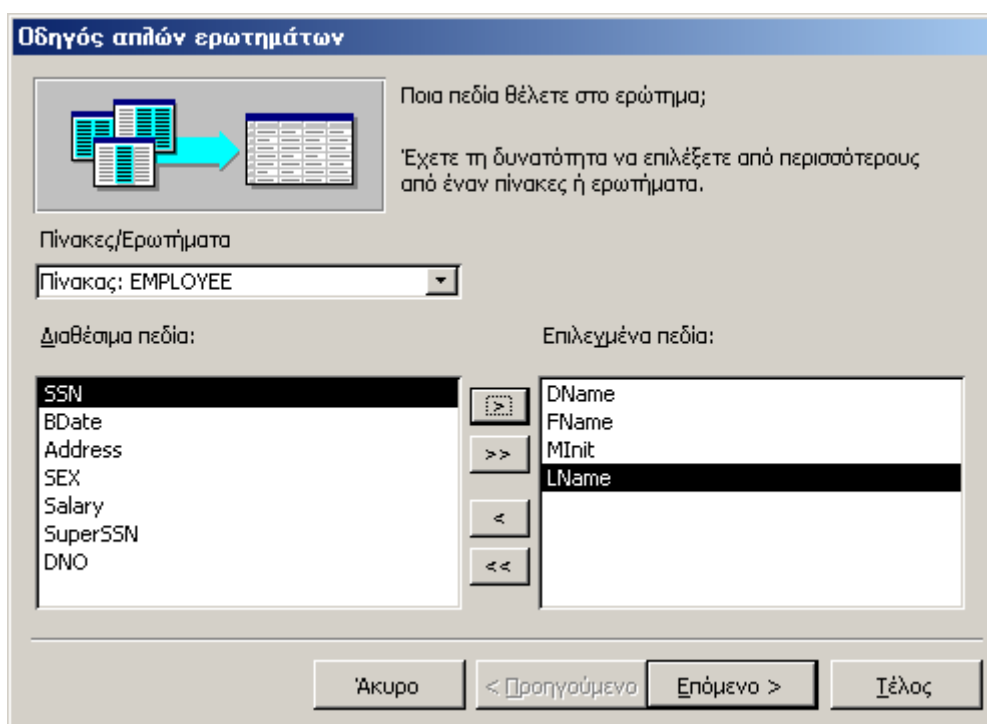 Οδηγός απλών ερωτημάτων
Ποια πεδία θέλετε στο ερώτημα;
Έχετε τη δυνατότητα να επιλέξετε από περισσότερους
από έναν πίνακες ή ερωτήματα.
Πίνακες/Ερωτήματα
Πίνακας: EMPLOYEE
Διαθέσιμα πεδία:
Επιλεγμένα πεδία:
SSN
BDate
Address
SEX
Salary
SuperSSN
DNO
>
>>
<
<<
DName
FName
MInit
LName
Άκυρο
< Προηγούμενο
Επόμενο >
Τέλος